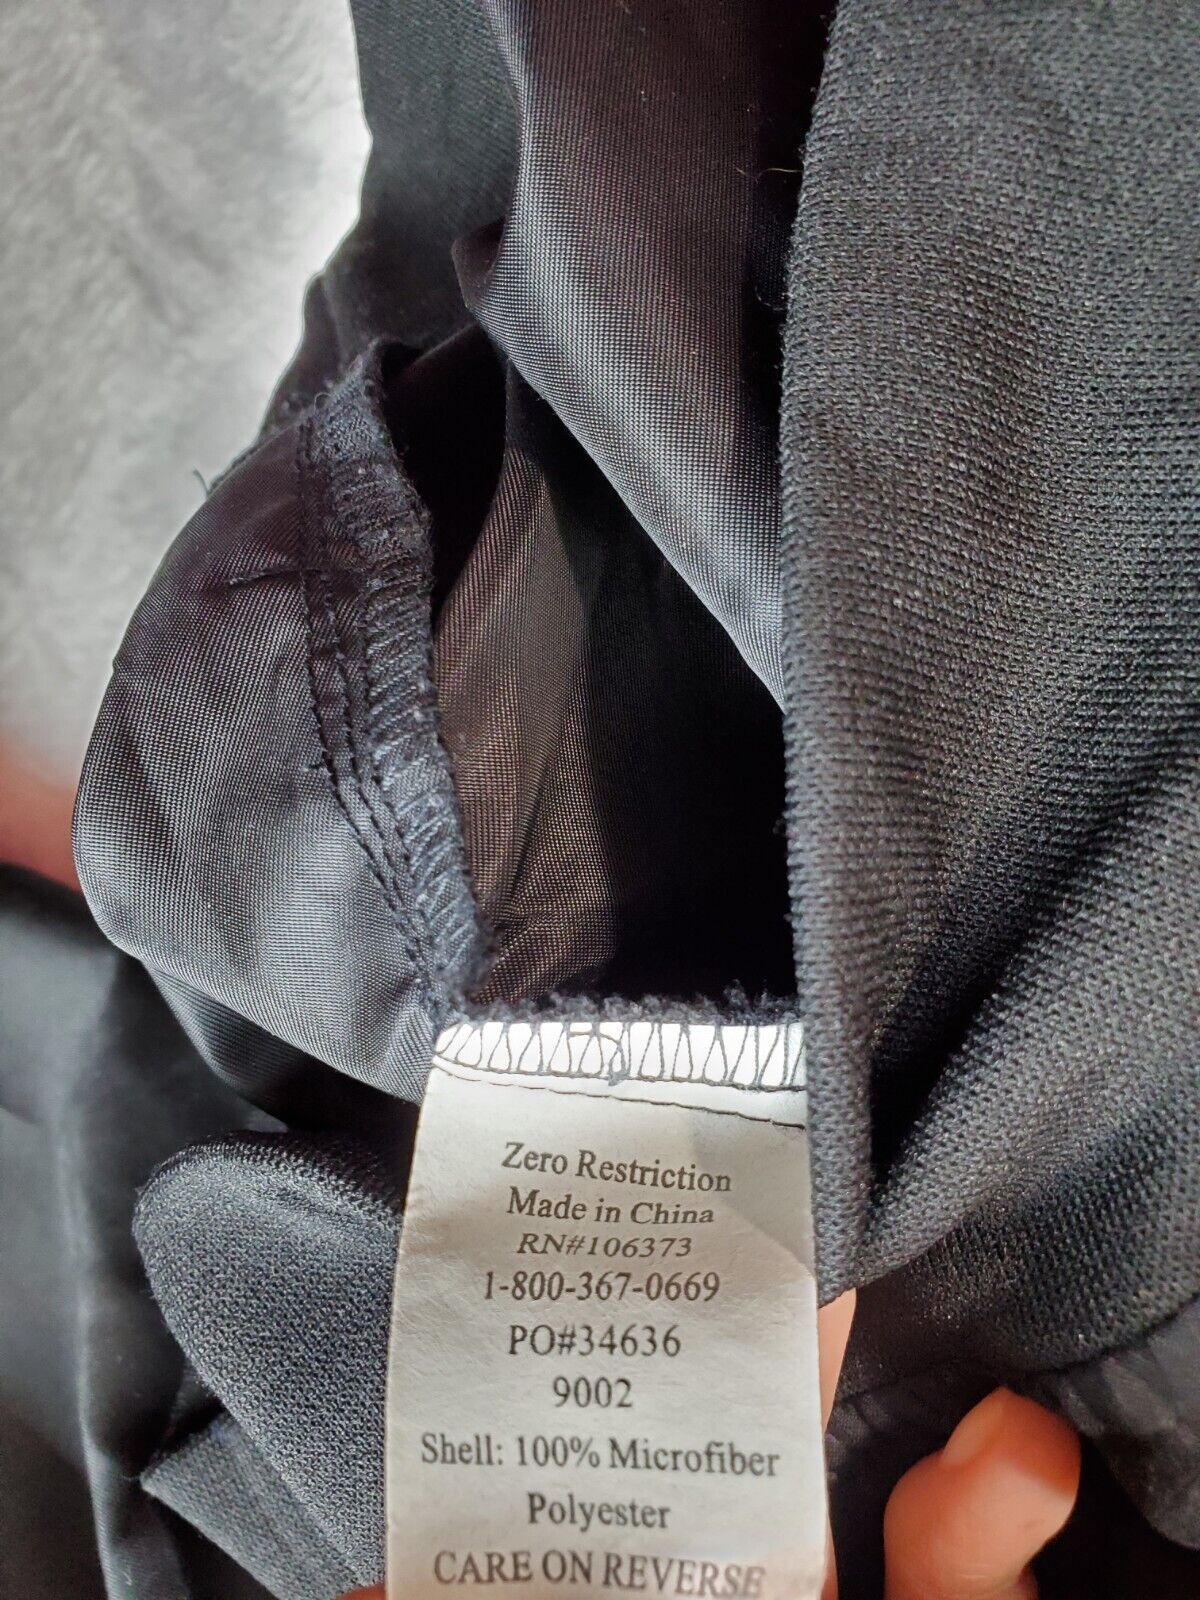 Zero Restriction
Made in China
RN#106373
1-800-367-0669
PO#34636
9002
Shell: 100% Microfiber
Polyester
CARE ON REVERSE